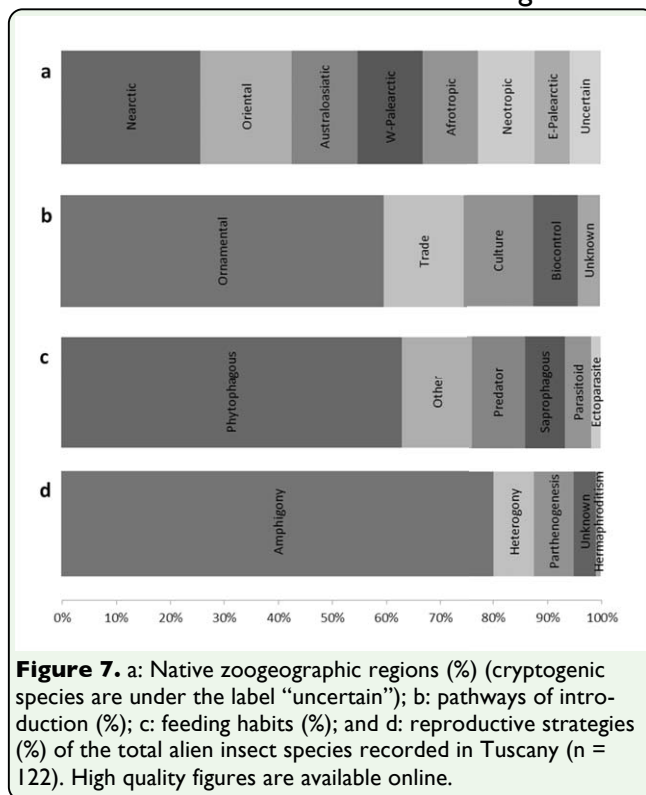 a
Nearctic
Oriental
Australoasiatic
W-Palearctic
Afrotropic
Neotropic
E-Palearctic
Uncertain
b
Ornamental
Trade
Culture
Biocontrol
Unknown
c
Phytophagous
Other
Predator
Saprophagous
Parasitoid
Ectoparasite
d
Amphigony
Heterogony
Parthenogenesis
Unknown
Hermaphroditism
0% 10% 20% 30% 40% 50% 60% 70% 80% 90% 100%
Figure 7. a: Native zoogeographic regions (%) (cryptogenic
species are under the label “uncertain”); b: pathways of intro-
duction (%); c: feeding habits (%); and d: reproductive strategies
(%) of the total alien insect species recorded in Tuscany (n =
122). High quality figures are available online.